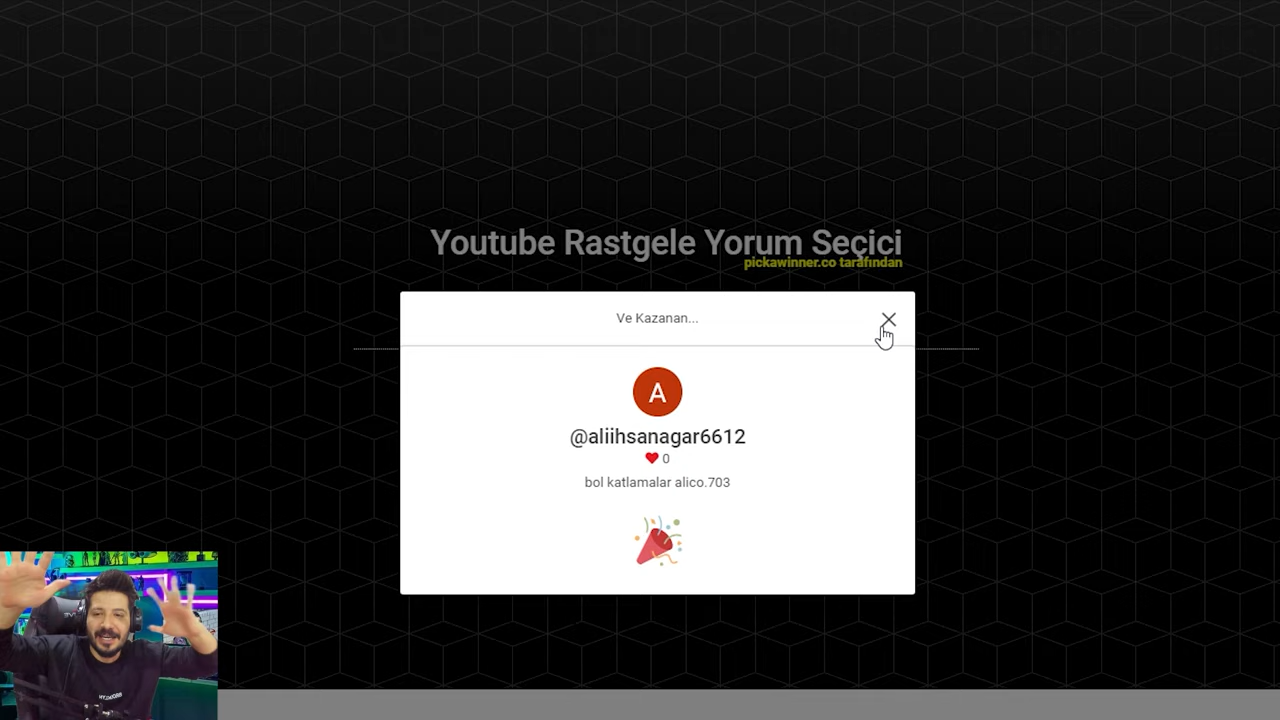 Youtube Rastgele Yorum Seçici
pickawinner.co tarafından
Ve Kazanan...
A
@aliihsanagar6612
0
bol katlamalar alico.703